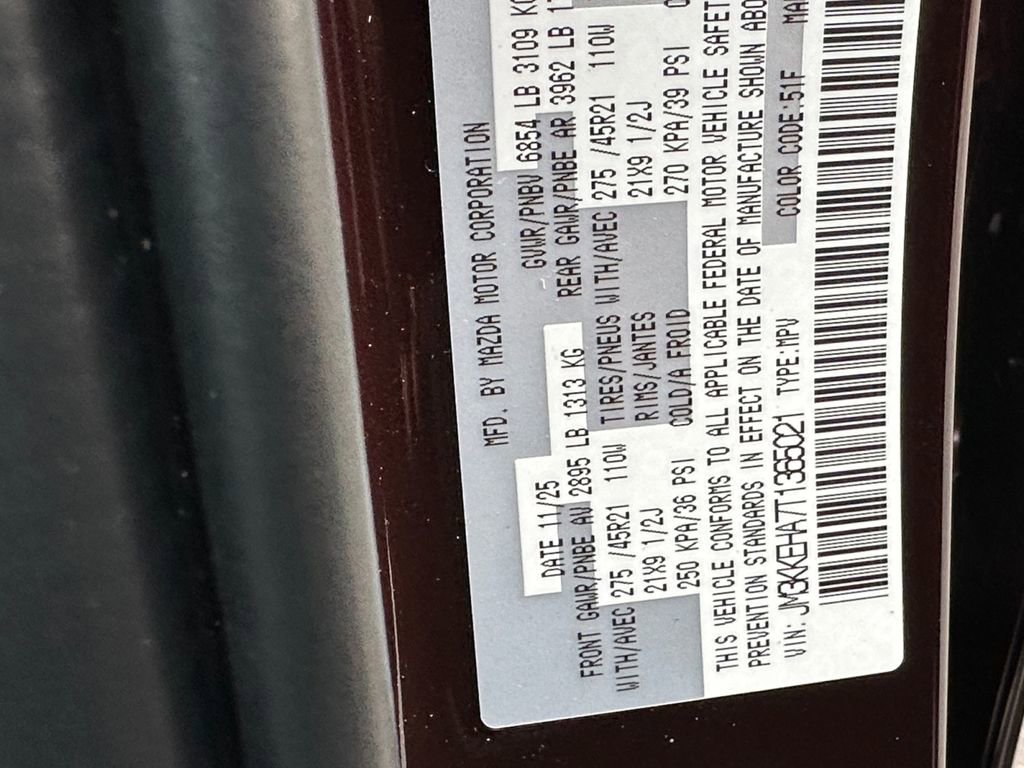 MFD. BY MAZDA MOTOR CORPORATION
DATE 11/25 GVWR/PNBV 6854 LB 3109 KG
FRONT GAWR/PNBE AV 2895 LB 1313 KG REAR GAWR/PNBE AR 3962 LB
WITH/AVEC 275 /45R21 110W TIRES/PNEUS WITH/AVEC 275 /45R21 110W
21X9 1/2J RIMS/JANTES 21X9 1/2J
250 KPA/36 PSI COLD/A FROID 270 KPA/39 PSI
THIS VEHICLE CONFORMS TO ALL APPLICABLE FEDERAL MOTOR VEHICLE SAFET
PREVENTION STANDARDS IN EFFECT ON THE DATE OF MANUFACTURE SHOWN ABO
VIN: JM3KKEHA7T1365021 TYPE:MPV COLOR CODE:51F